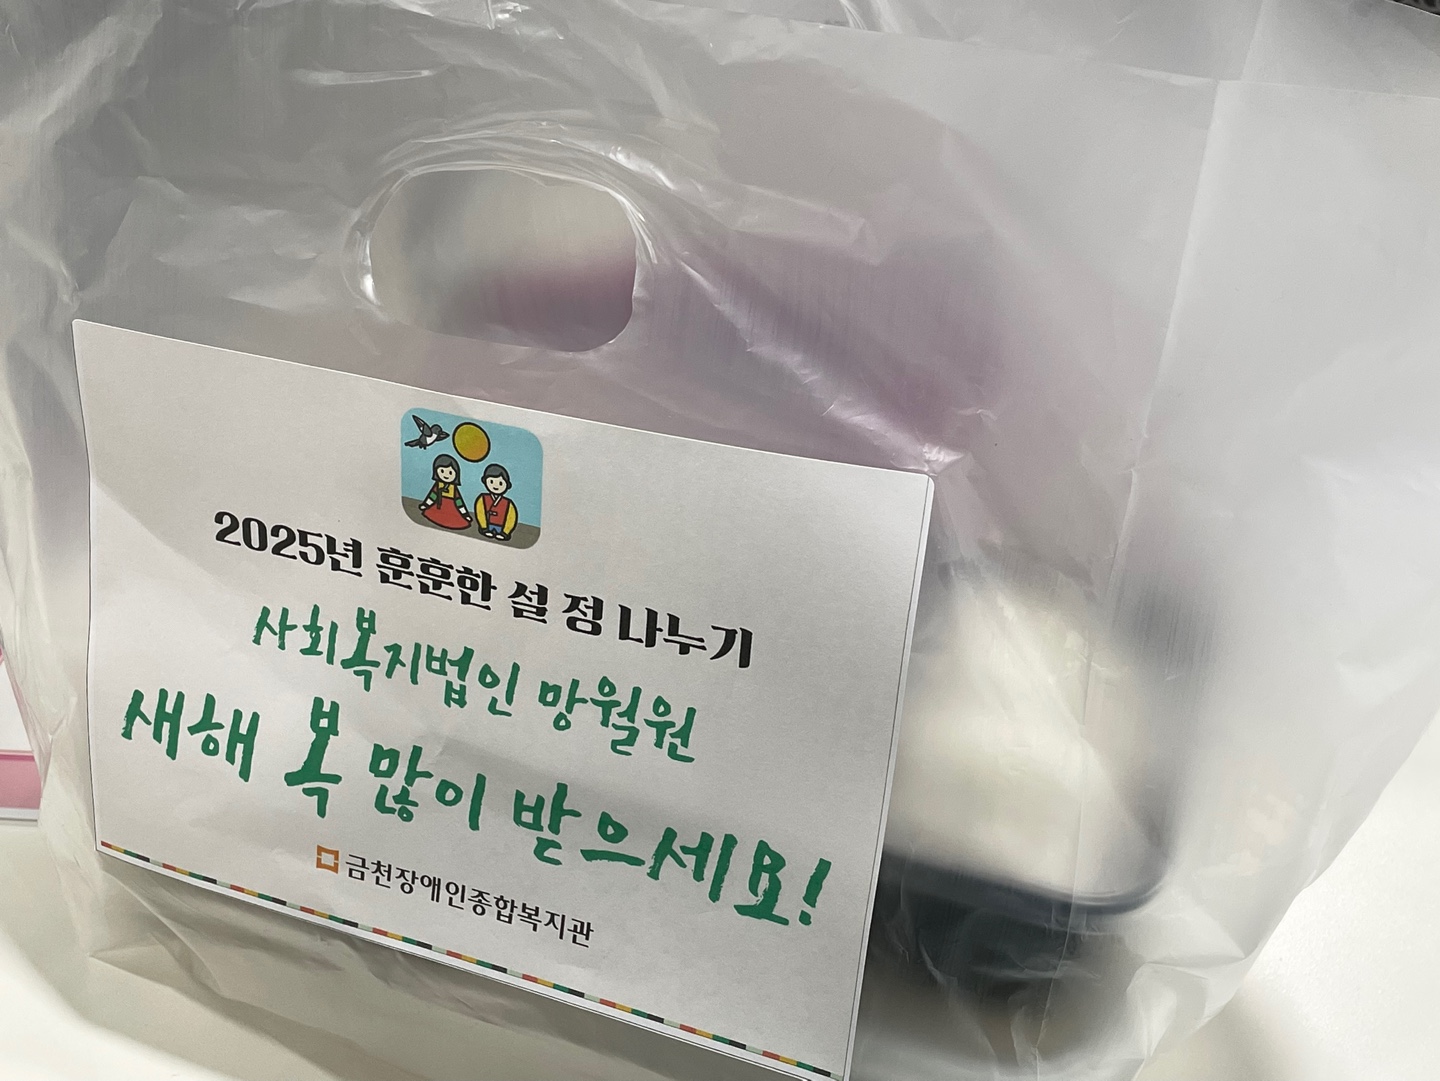 2025년 훈훈한 설 정 나누기
사회복지법인 망월원
새해 복 많이 받으세요!
금천장애인종합복지관